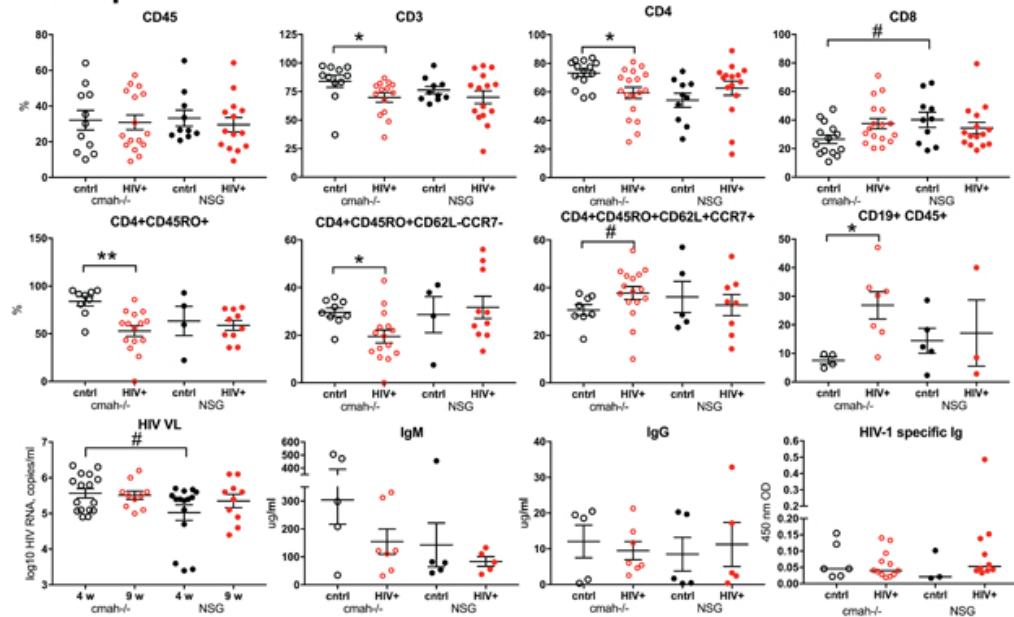 CD45
CD3
CD4
CD8
%
80
60
40
20
0
125
100
75
50
25
0
*
100
80
60
40
20
0
*
100
80
60
40
20
0
#
cntrl HIV+ cntrl HIV+
cmah-/- NSG
cntrl HIV+ cntrl HIV+
cmah-/- NSG
cntrl HIV+ cntrl HIV+
cmah-/- NSG
cntrl HIV+ cntrl HIV+
cmah-/- NSG
CD4+CD45RO+
CD4+CD45RO+CD62L-CCR7-
CD4+CD45RO+CD62L+CCR7+
CD19+ CD45+
%
150
100
50
0
**
60
40
20
0
*
60
40
20
0
#
50
40
30
20
10
0
*
cntrl HIV+ cntrl HIV+
cmah-/- NSG
cntrl HIV+ cntrl HIV+
cmah-/- NSG
cntrl HIV+ cntrl HIV+
cmah-/- NSG
cntrl HIV+ cntrl HIV+
cmah-/- NSG
HIV VL
IgM
IgG
HIV-1 specific Ig
log10 HIV RNA, copies/ml
7
6
5
4
3
#
ug/ml
600
500
400
300
200
100
0
ug/ml
40
30
20
10
0
450 nm OD
0.6
0.5
0.4
0.3
0.2
0.20
0.15
0.10
0.05
0.00
4 w 9 w 4 w 9 w
cmah-/- NSG
cntrl HIV+ cntrl HIV+
cmah-/- NSG
cntrl HIV+ cntrl HIV+
cmah-/- NSG
cntrl HIV+ cntrl HIV+
cmah-/- NSG